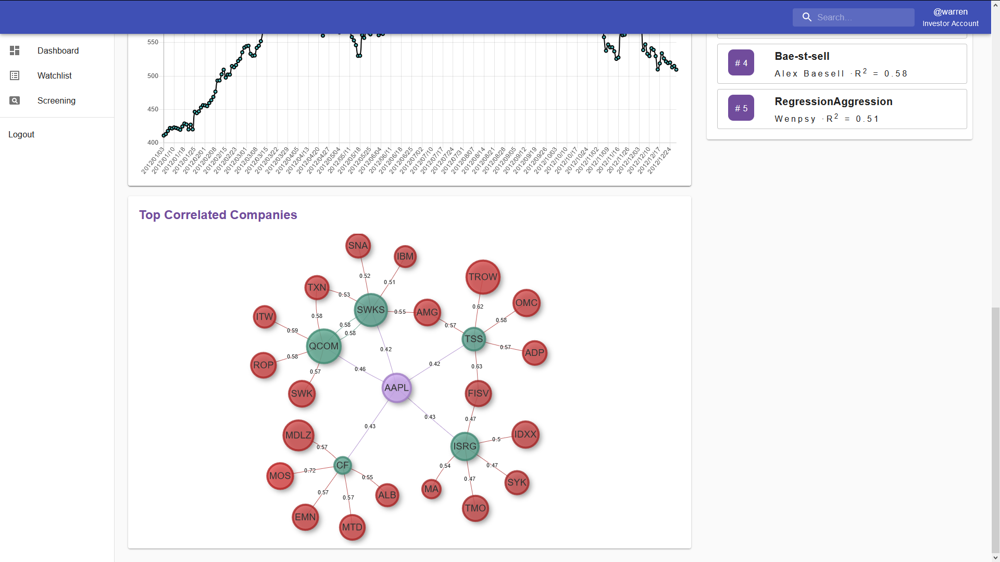 Search...
@warren
Investor Account
Dashboard
Watchlist
Screening
Logout
550
500
450
400
2012/01/03
2012/01/10
2012/01/18
2012/01/25
2012/02/01
2012/02/08
2012/02/15
2012/02/23
2012/03/01
2012/03/08
2012/03/15
2012/03/22
2012/03/29
2012/04/05
2012/04/13
2012/04/20
2012/04/27
2012/05/04
2012/05/11
2012/05/18
2012/05/25
2012/06/04
2012/06/11
2012/06/18
2012/06/25
2012/07/02
2012/07/10
2012/07/17
2012/07/24
2012/07/31
2012/08/07
2012/08/14
2012/08/21
2012/08/28
2012/09/05
2012/09/12
2012/09/19
2012/09/26
2012/10/03
2012/10/10
2012/10/17
2012/10/24
2012/11/02
2012/11/09
2012/11/16
2012/11/26
2012/12/03
2012/12/10
2012/12/17
2012/12/24
# 4
Bae-st-sell
Alex Baesell ·R² = 0.58
# 5
RegressionAggression
Wenpsy ·R² = 0.51
Top Correlated Companies
SNA
IBM
TROW
0.52
0.51
TXN
0.53
OMC
0.62
SWKS
0.55
AMG
ITW
0.58
0.58
0.57
0.58
0.59
0.58
TSS
QCOM
0.42
0.57
ADP
0.58
ROP
0.42
0.63
0.46
0.57
AAPL
SWK
FISV
0.43
0.47
0.43
MDLZ
IDXX
0.5
0.57
ISRG
CF
0.54
0.47
0.72
MOS
0.55
0.47
SYK
0.57
MA
ALB
0.57
TMO
EMN
MTD